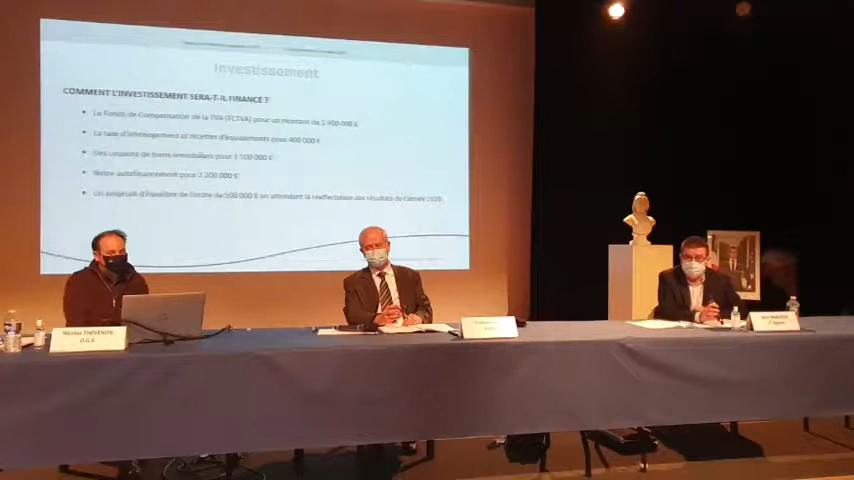 Investissement
COMMENT L'INVESTISSEMENT SERA-T-IL FINANCÉ ?
• Le Fonds de Compensation de la TVA (FCTVA) pour un montant de 1 400 000 €
• La taxe d'aménagement et recettes d'équipements pour 400 000 €
• Des cessions de biens immobiliers pour 1 500 000 €
• Notre autofinancement pour 2 200 000 €
• Un emprunt d'équilibre de l'ordre de 500 000 € en attendant la réaffectation des résultats de l'année 2020
Nicolas THEVENON
D.G.S